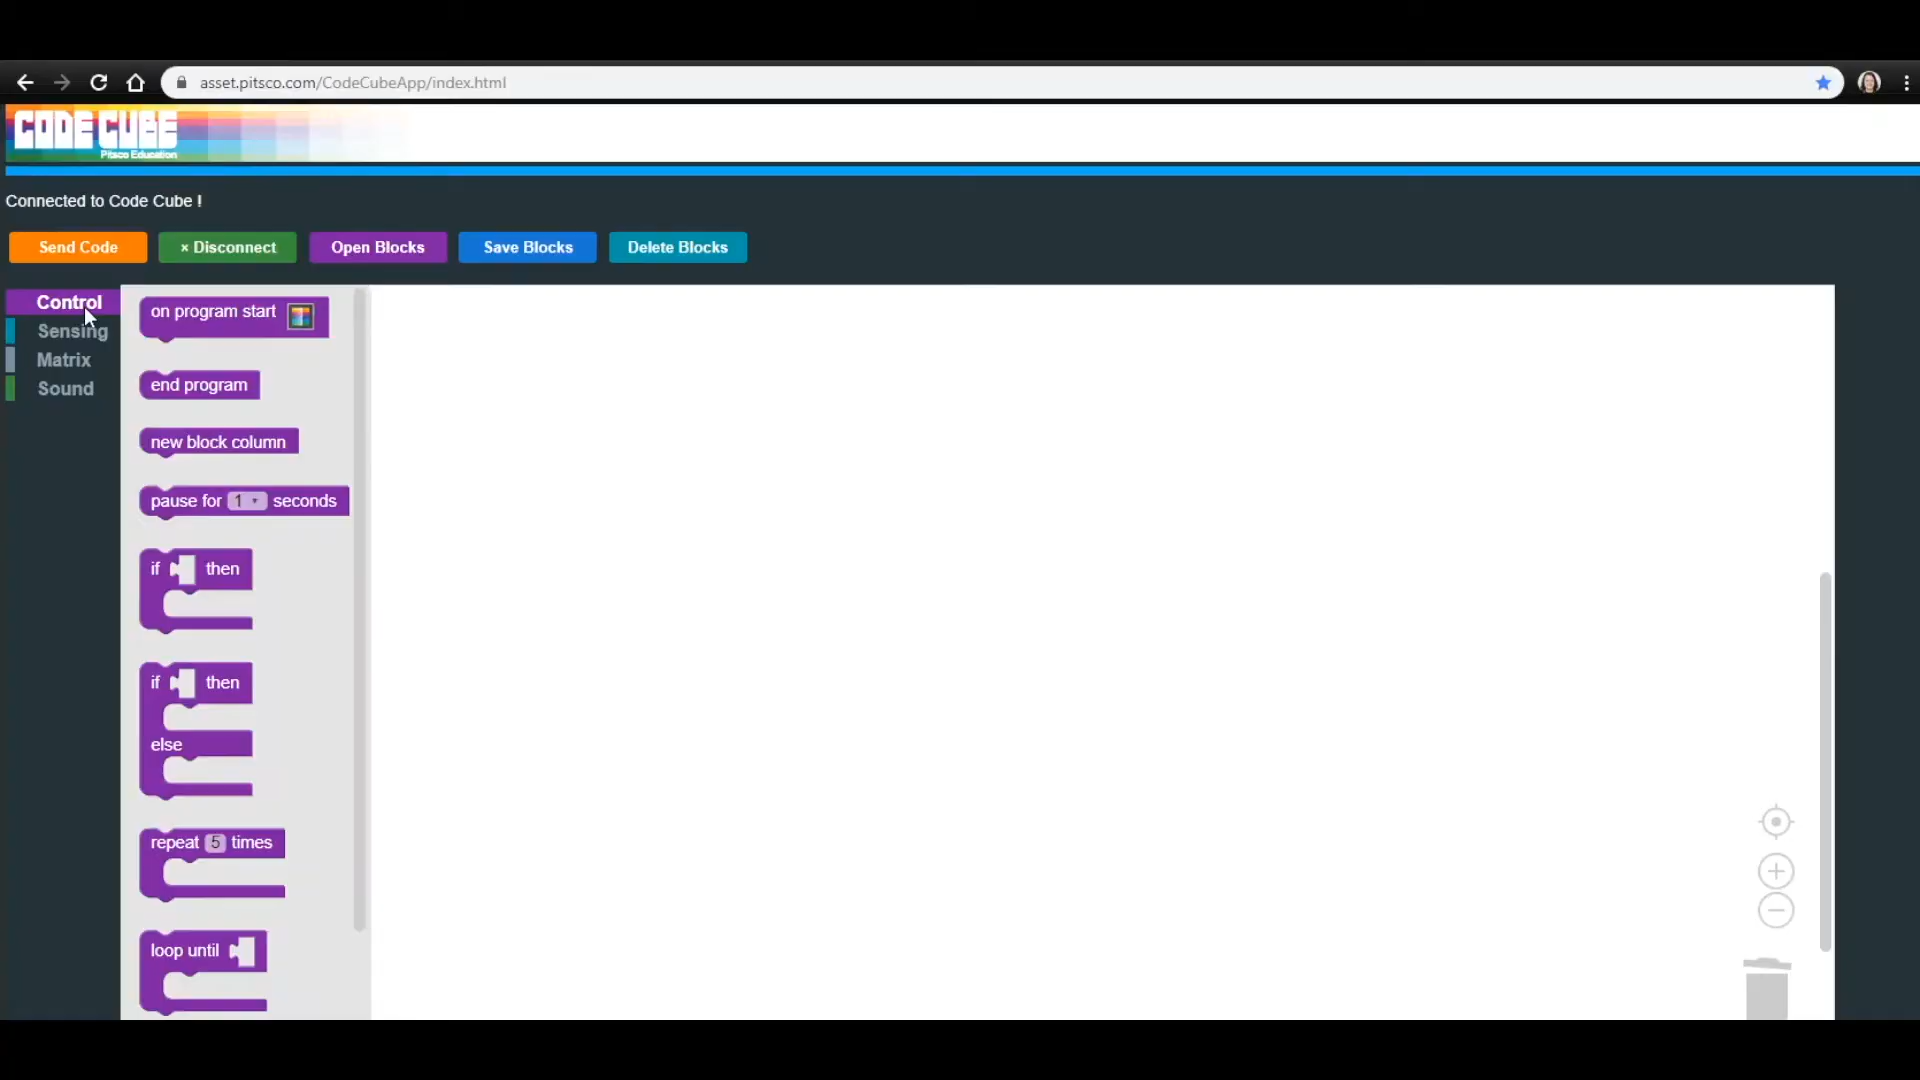 asset.pitsco.com/CodeCubeApp/index.html
CODE CUBE
Pitsco Education
Connected to Code Cube !
Send Code
× Disconnect
Open Blocks
Save Blocks
Delete Blocks
Control
Sensing
Matrix
Sound
on program start
end program
new block column
pause for 1 seconds
if then
if then
else
repeat 5 times
loop until